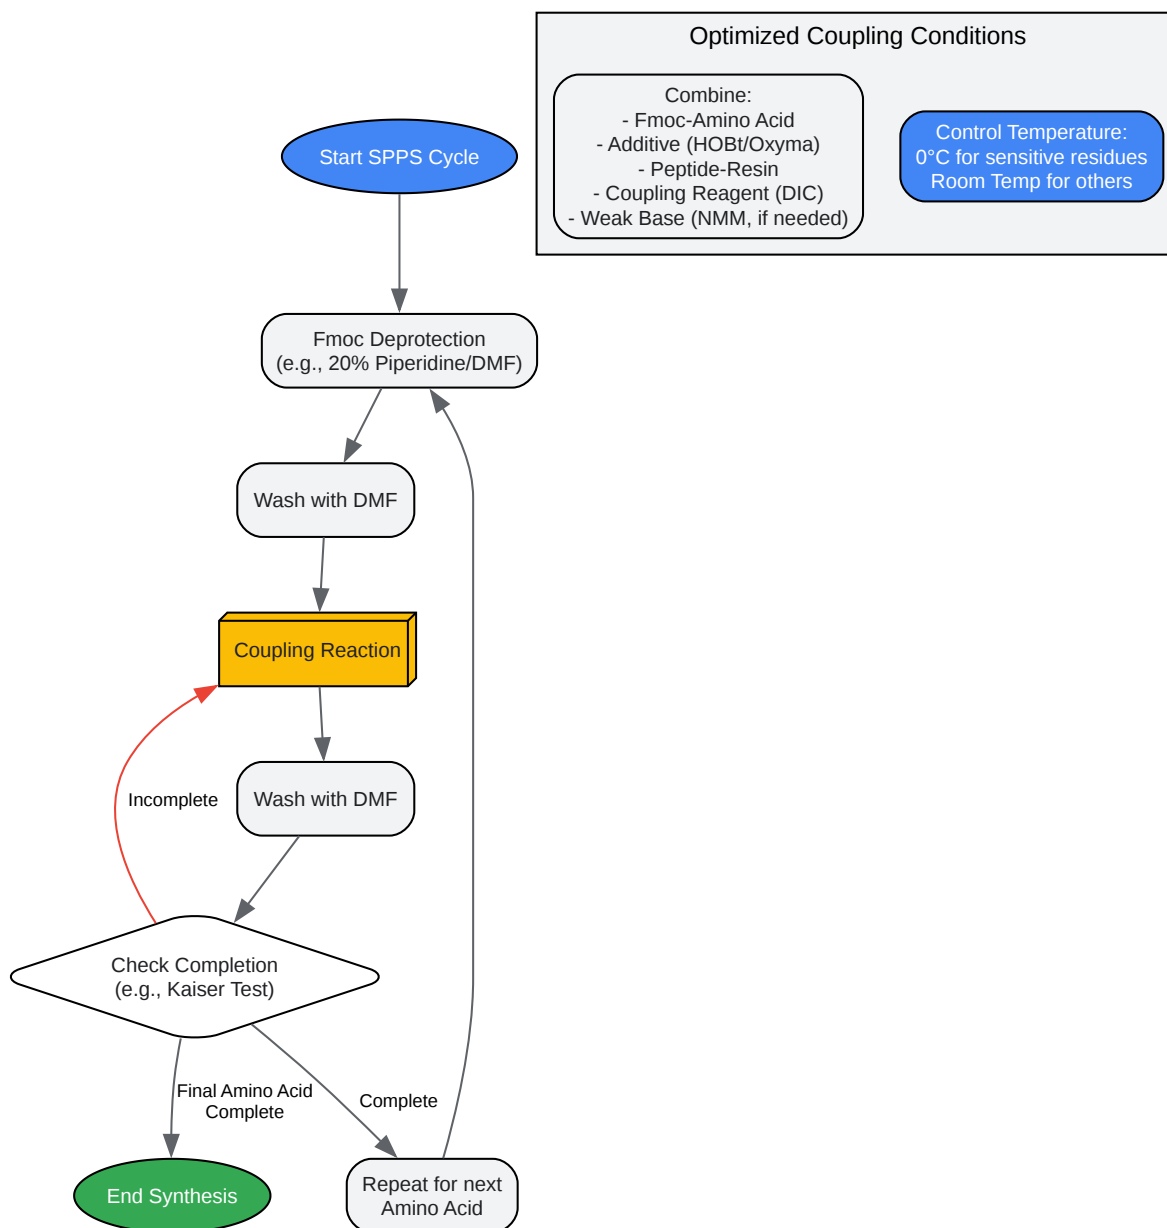 Optimized Coupling Conditions
Combine:
- Fmoc-Amino Acid
- Additive (HOBt/Oxyma)
- Peptide-Resin
- Coupling Reagent (DIC)
- Weak Base (NMM, if needed)
Control Temperature:
0°C for sensitive residues
Room Temp for others
Start SPPS Cycle
Fmoc Deprotection
(e.g., 20% Piperidine/DMF)
Wash with DMF
Coupling Reaction
Wash with DMF
Incomplete
Check Completion
(e.g., Kaiser Test)
Final Amino Acid
Complete
Complete
End Synthesis
Repeat for next
Amino Acid